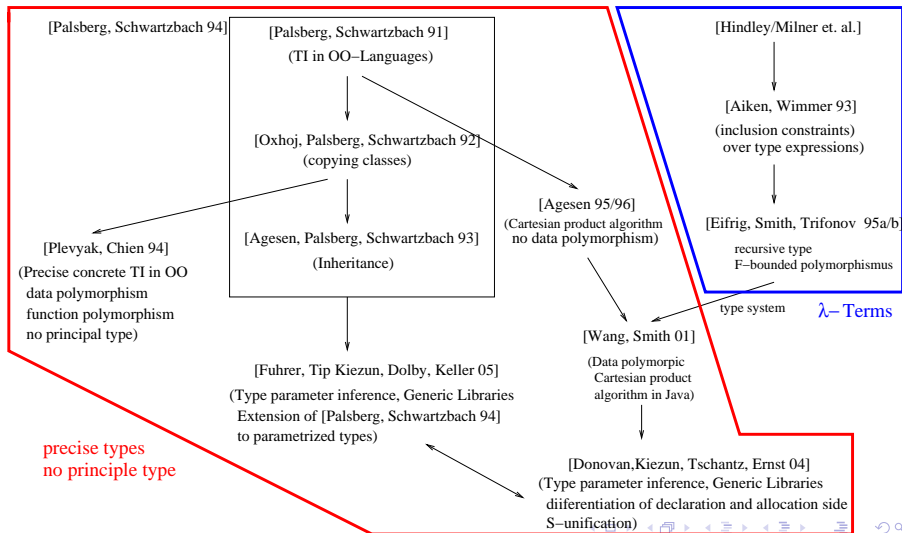 [Palsberg, Schwartzbach 94]
[Palsberg, Schwartzbach 91]
(TI in OO−Languages)
[Hindley/Milner et. al.]
[Aiken, Wimmer 93]
(inclusion constraints)
over type expressions)
[Oxhoj, Palsberg, Schwartzbach 92]
(copying classes)
[Agesen 95/96]
(Cartesian product algorithm
no data polymorphism)
[Eifrig, Smith, Trifonov 95a/b]
recursive type
F−bounded polymorphismus
[Plevyak, Chien 94]
(Precise concrete TI in OO
data polymorphism
function polymorphism
no principal type)
[Agesen, Palsberg, Schwartzbach 93]
(Inheritance)
type system
λ− Terms
[Wang, Smith 01]
(Data polymorpic
Cartesian product
algorithm in Java)
[Fuhrer, Tip Kiezun, Dolby, Keller 05]
(Type parameter inference, Generic Libraries
Extension of [Palsberg, Schwartzbach 94]
to parametrized types)
precise types
no principle type
[Donovan,Kiezun, Tschantz, Ernst 04]
(Type parameter inference, Generic Libraries
diifferentiation of declaration and allocation side
S−unification)